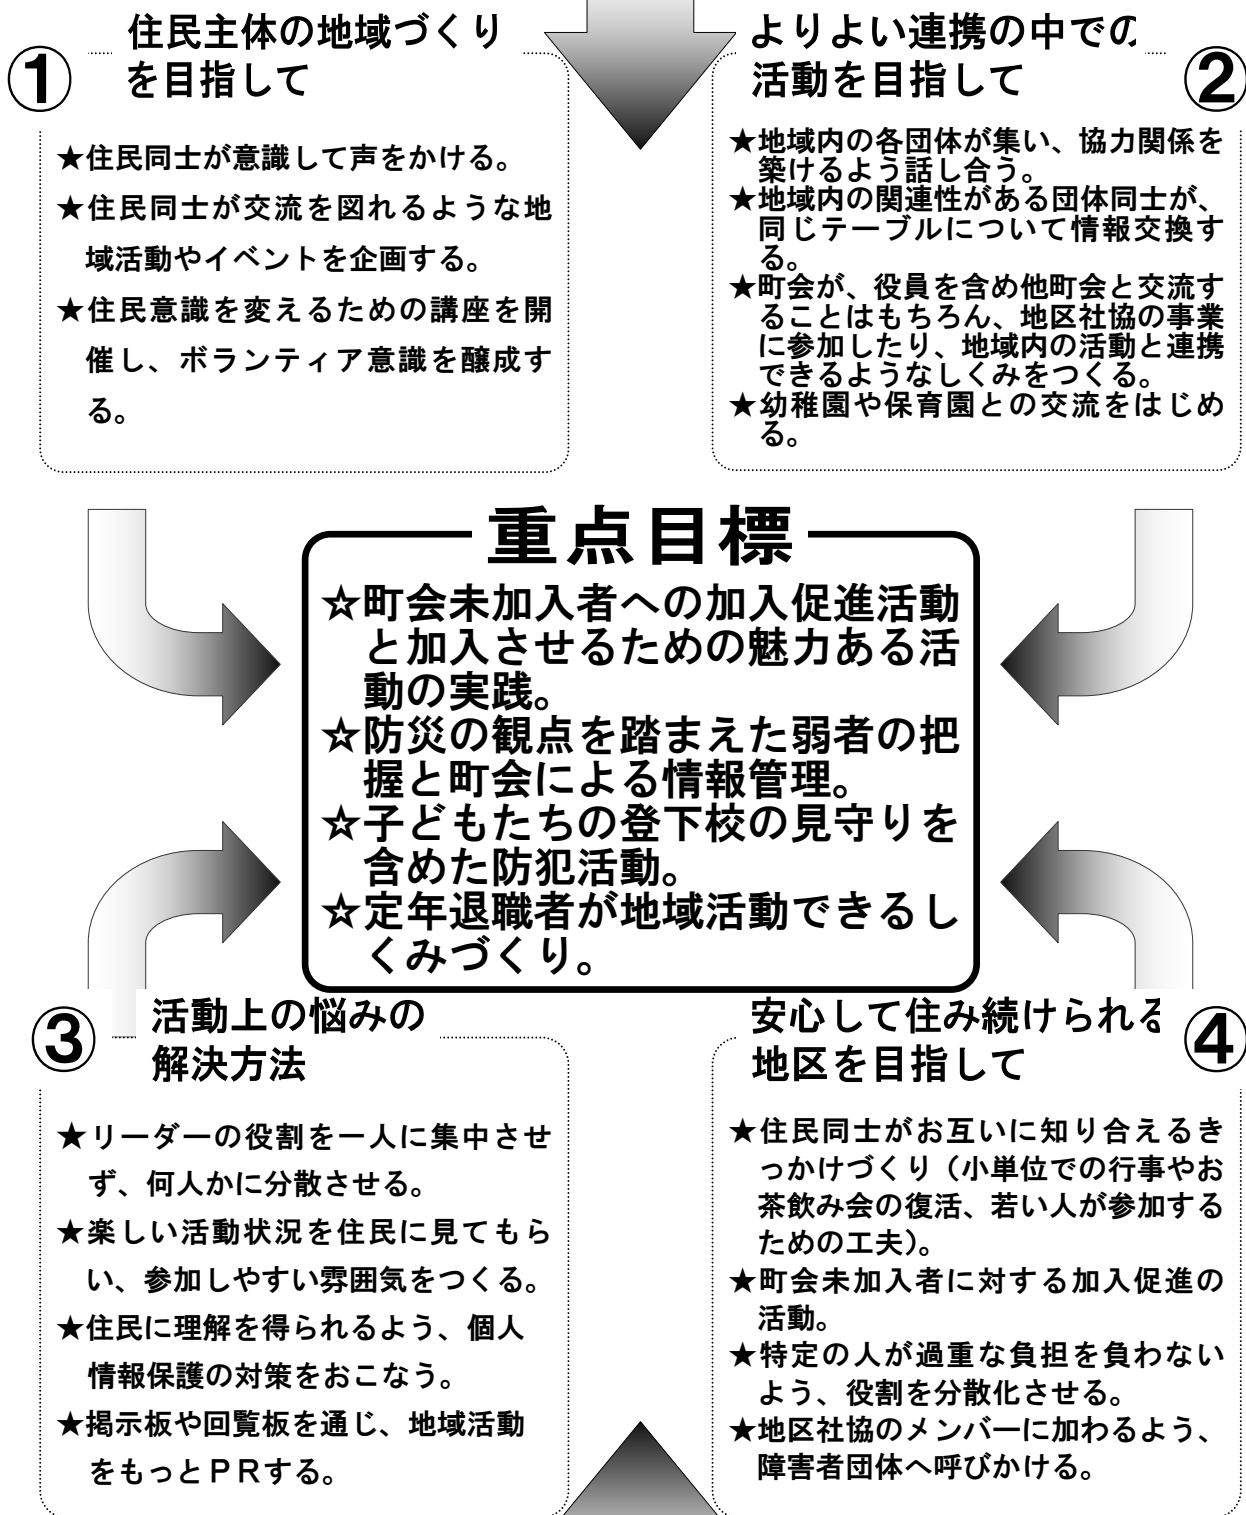 ①
住民主体の地域づくり
を目指して
★住民同士が意識して声をかける。
★住民同士が交流を図れるような地
域活動やイベントを企画する。
★住民意識を変えるための講座を開
催し、ボランティア意識を醸成す
る。
よりよい連携の中での
活動を目指して
②
★地域内の各団体が集い、協力関係を
築けるよう話し合う。
★地域内の関連性がある団体同士が、
同じテーブルについて情報交換す
る。
★町会が、役員を含め他町会と交流す
ることはもちろん、地区社協の事業
に参加したり、地域内の活動と連携
できるようなしくみをつくる。
★幼稚園や保育園との交流をはじめ
る。
重点目標
☆町会未加入者への加入促進活動
と加入させるための魅力ある活
動の実践。
☆防災の観点を踏まえた弱者の把
握と町会による情報管理。
☆子どもたちの登下校の見守りを
含めた防犯活動。
☆定年退職者が地域活動できるし
くみづくり。
③
活動上の悩みの
解決方法
★リーダーの役割を一人に集中させ
ず、何人かに分散させる。
★楽しい活動状況を住民に見てもら
い、参加しやすい雰囲気をつくる。
★住民に理解を得られるよう、個人
情報保護の対策をおこなう。
★掲示板や回覧板を通じ、地域活動
をもっとＰＲする。
安心して住み続けられる
地区を目指して
④
★住民同士がお互いに知り合えるき
っかけづくり（小単位での行事やお
茶飲み会の復活、若い人が参加する
ための工夫）。
★町会未加入者に対する加入促進の
活動。
★特定の人が過重な負担を負わない
よう、役割を分散化させる。
★地区社協のメンバーに加わるよう、
障害者団体へ呼びかける。